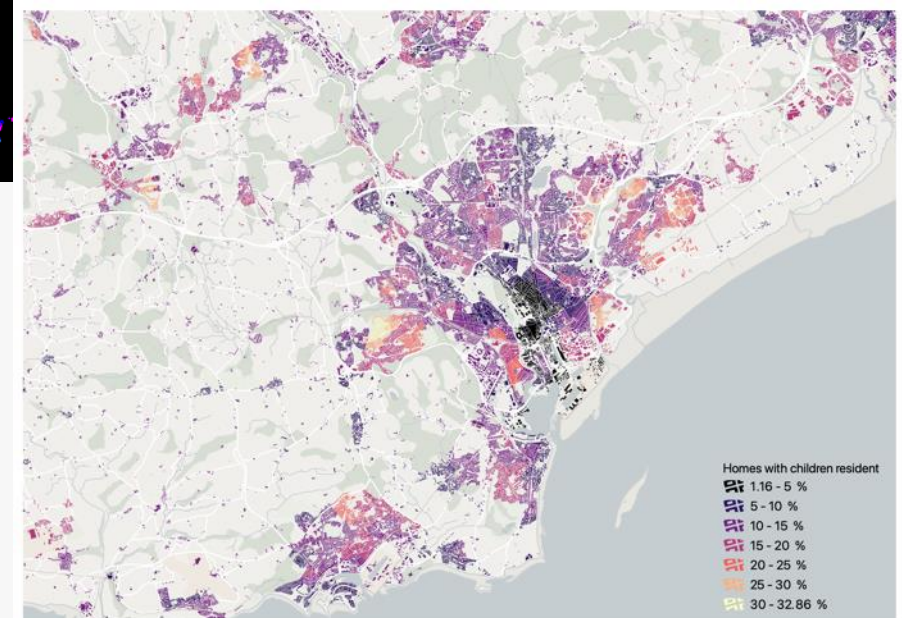 Homes with children resident
1.16 - 5 %
5 - 10 %
10 - 15 %
15 - 20 %
20 - 25 %
25 - 30 %
30 - 32.86 %